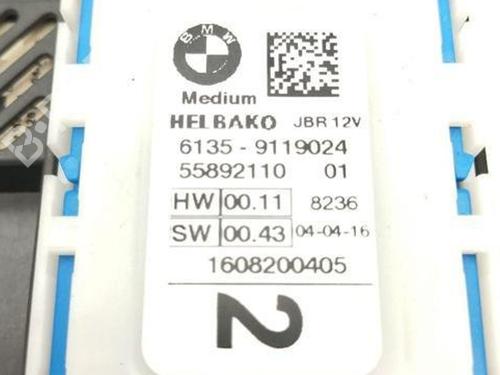 BMW
Medium
HELBAKO JBR 12V
6135 - 9119024
55892110 01
HW 00.11 8236
SW 00.43 04-04-16
1608200405
2